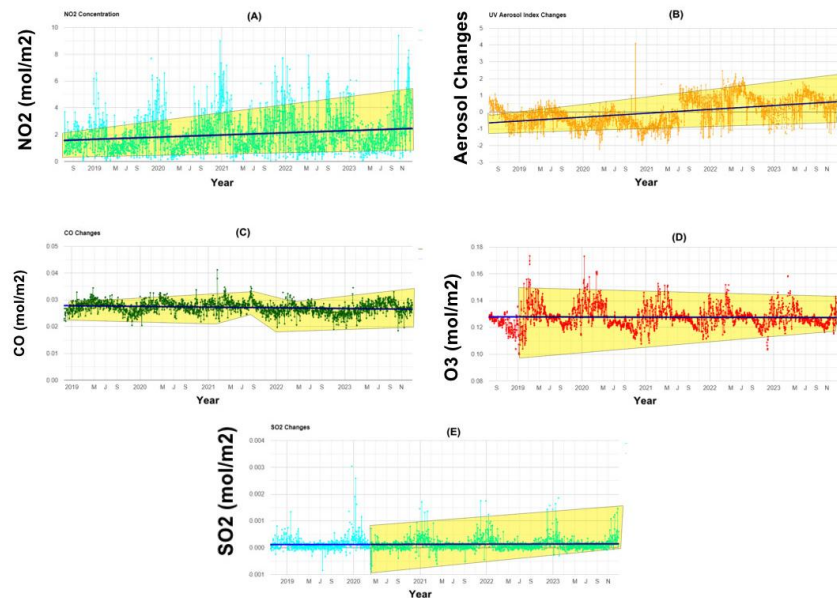 NO2 Concentration
(A)
NO2 (mol/m2)
10
8
6
4
2
0
S 2019 M J S 2020 M J S 2021 M J S 2022 M J S 2023 M J S N
Year
UV Aerosol Index Changes
(B)
Aerosol Changes
5
4
3
2
1
0
-1
-2
-3
S 2019 M J S 2020 M J S 2021 M J S 2022 M J S 2023 M J S N
Year
CO Changes
(C)
CO (mol/m2)
0.05
0.04
0.03
0.02
0.01
0.00
2019 M S 2020 M S 2021 M J S 2022 M J S 2023 M J S N
Year
(D)
O3 (mol/m2)
0.18
0.16
0.14
0.12
0.10
0.08
S 2019 M J S 2020 M J S 2021 M J S 2022 M J S 2023 M J S N
Year
SO2 Changes
(E)
SO2 (mol/m2)
0.004
0.003
0.002
0.001
0.000
0.001
2019 M J S 2020 M J S 2021 M J S 2022 M J S 2023 M J S N
Year